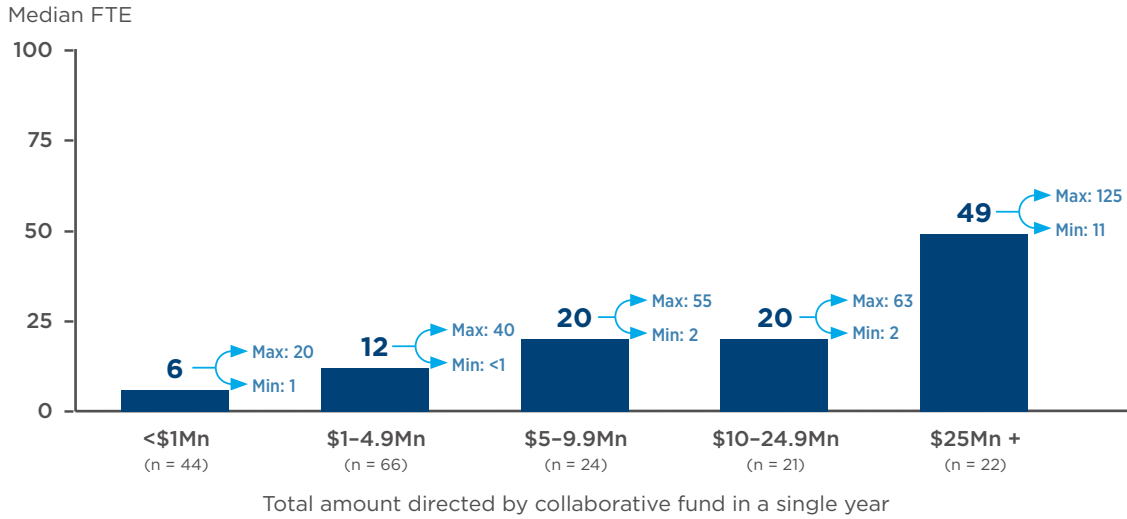 Median FTE
100
75
50
25
0
6
Max: 20
Min: 1
12
Max: 40
Min: <1
20
Max: 55
Min: 2
20
Max: 63
Min: 2
49
Max: 125
Min: 11
<$1Mn
(n = 44)
$1–4.9Mn
(n = 66)
$5–9.9Mn
(n = 24)
$10–24.9Mn
(n = 21)
$25Mn +
(n = 22)
Total amount directed by collaborative fund in a single year